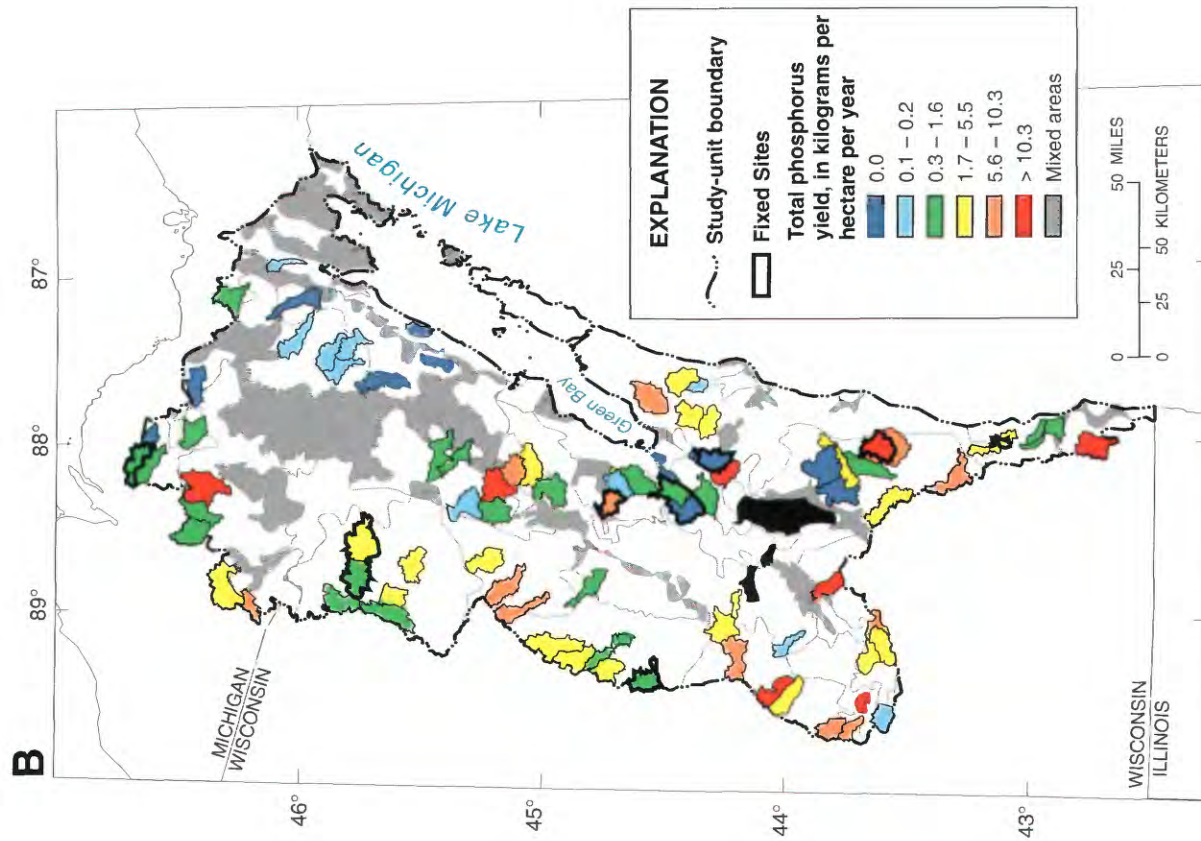 B
89°
88°
87°
46°
45°
44°
43°
MICHIGAN
WISCONSIN
Lake Michigan
Green Bay
WISCONSIN
ILLINOIS
EXPLANATION
Study-unit boundary
Fixed Sites
Total phosphorus
yield, in kilograms per
hectare per year
0.0
0.1 – 0.2
0.3 – 1.6
1.7 – 5.5
5.6 – 10.3
> 10.3
Mixed areas
0 25 50 MILES
0 25 50 KILOMETERS